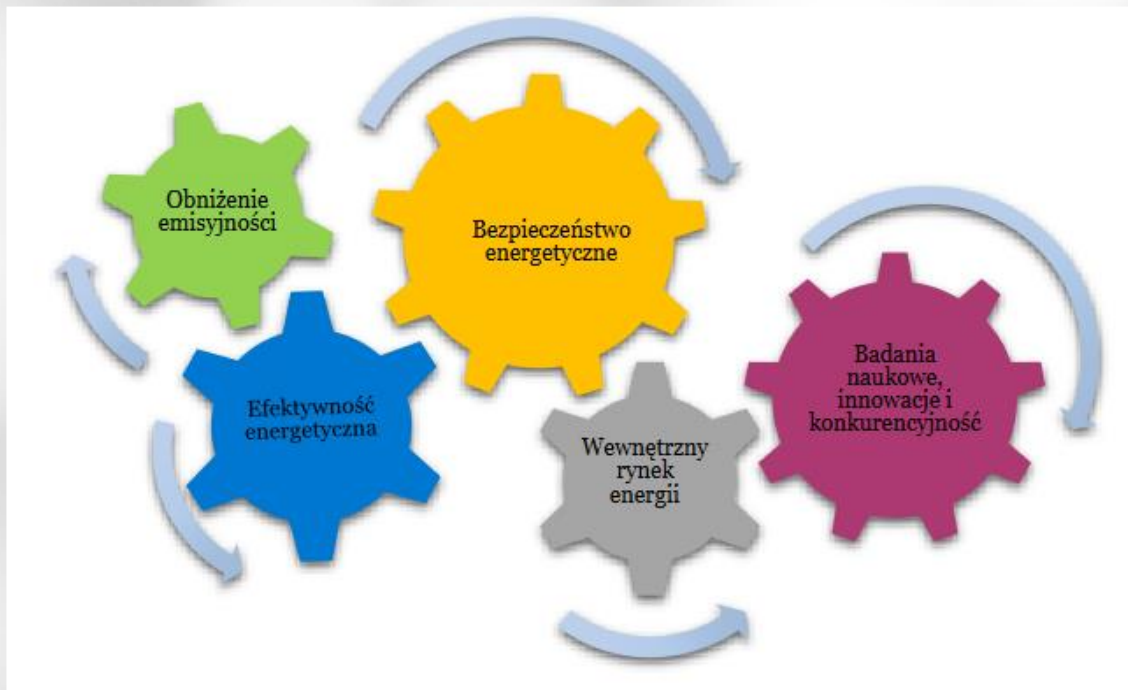 Obniżenie
emisyjności
Bezpieczeństwo
energetyczne
Efektywność
energetyczna
Wewnętrzny
rynek
energii
Badania
naukowe,
innowacje i
konkurencyjność